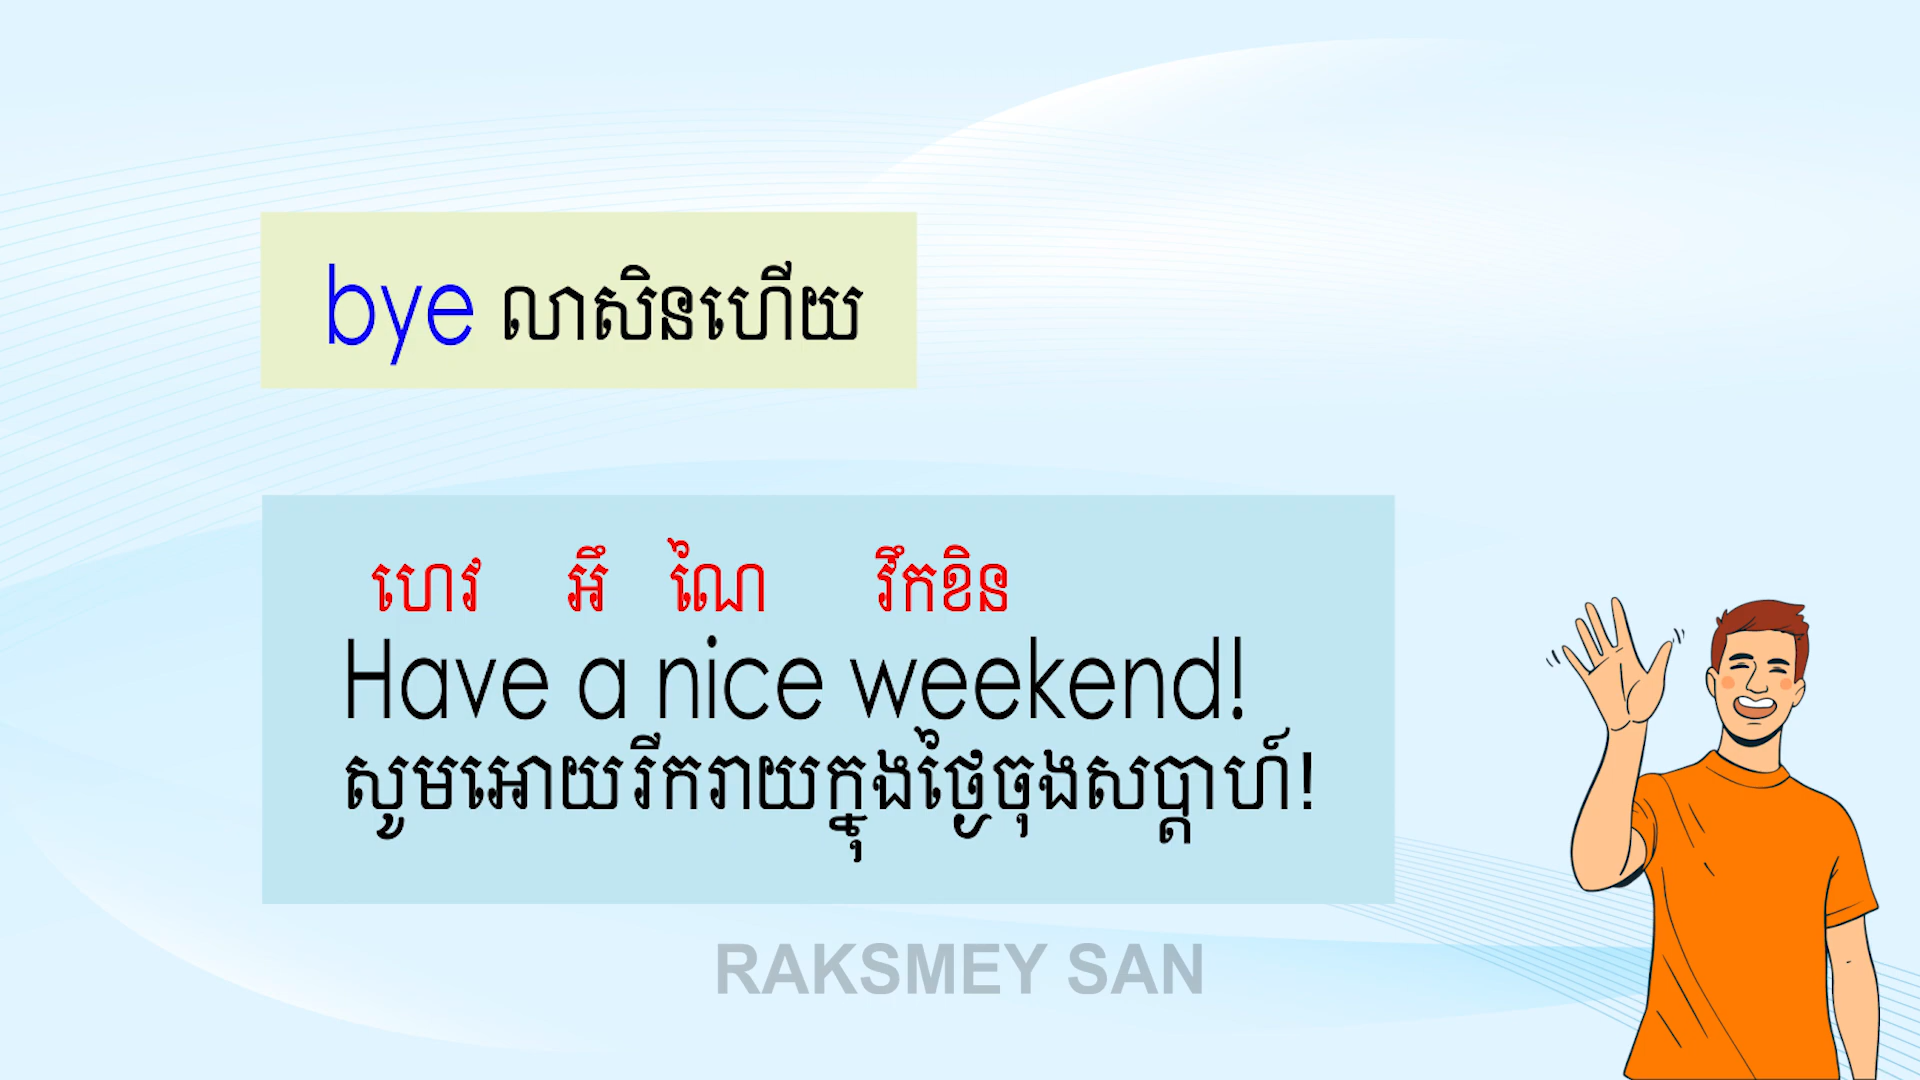 bye លាសិនហើយ
ហេវ អឹ ណៃ វឹកខិន
Have a nice weekend!
សូមអោយរីករាយក្នុងថ្ងៃចុងសប្ដាហ៍!
RAKSMEY SAN